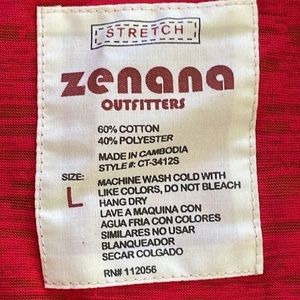 STRETCH
zenana
OUTFITTERS
60% COTTON
40% POLYESTER
MADE IN CAMBODIA
STYLE#: CT-3412S
SIZE:
L
MACHINE WASH COLD WITH
LIKE COLORS, DO NOT BLEACH
HANG DRY
LAVE A MAQUINA CON
AGUA FRIA CON COLORES
SIMILARES NO USAR
BLANQUEADOR
SECAR COLGADO
RN# 112056